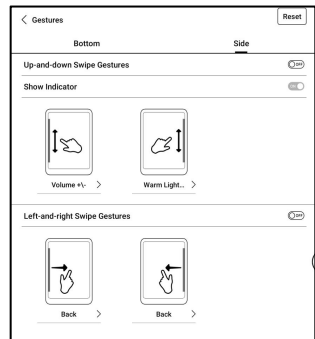 Gestures
Reset
Bottom Side
Up-and-down Swipe Gestures OFF
Show Indicator ON
Volume +\- Warm Light...
Left-and-right Swipe Gestures OFF
Back Back